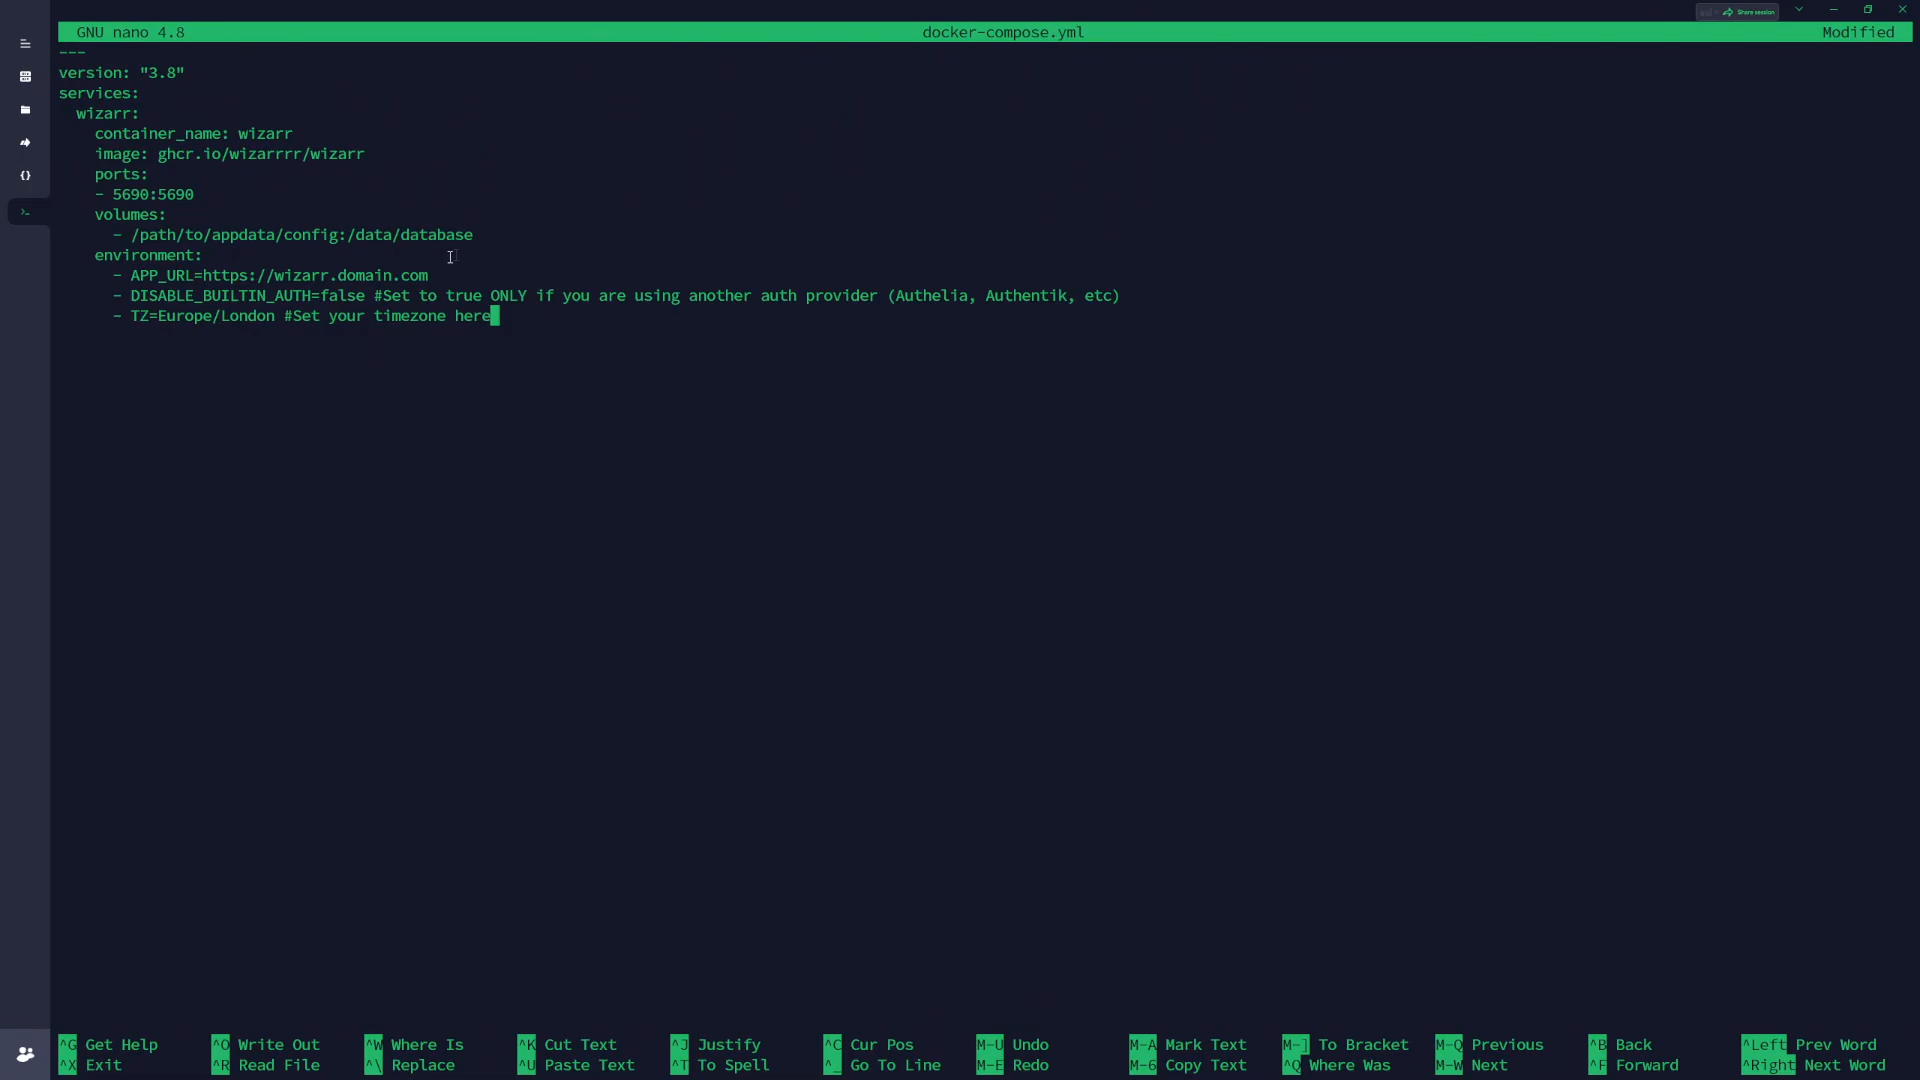 Share session
GNU nano 4.8 docker-compose.yml Modified
---
version: "3.8"
services:
  wizarr:
    container_name: wizarr
    image: ghcr.io/wizarrrr/wizarr
    ports:
    - 5690:5690
    volumes:
      - /path/to/appdata/config:/data/database
    environment:
      - APP_URL=https://wizarr.domain.com
      - DISABLE_BUILTIN_AUTH=false #Set to true ONLY if you are using another auth provider (Authelia, Authentik, etc)
      - TZ=Europe/London #Set your timezone here
^G Get Help ^O Write Out ^W Where Is ^K Cut Text ^J Justify ^C Cur Pos M-U Undo M-A Mark Text M-] To Bracket M-Q Previous ^B Back ^Left Prev Word
^X Exit ^R Read File ^\ Replace ^U Paste Text ^T To Spell ^_ Go To Line M-E Redo M-6 Copy Text ^Q Where Was M-W Next ^F Forward ^Right Next Word